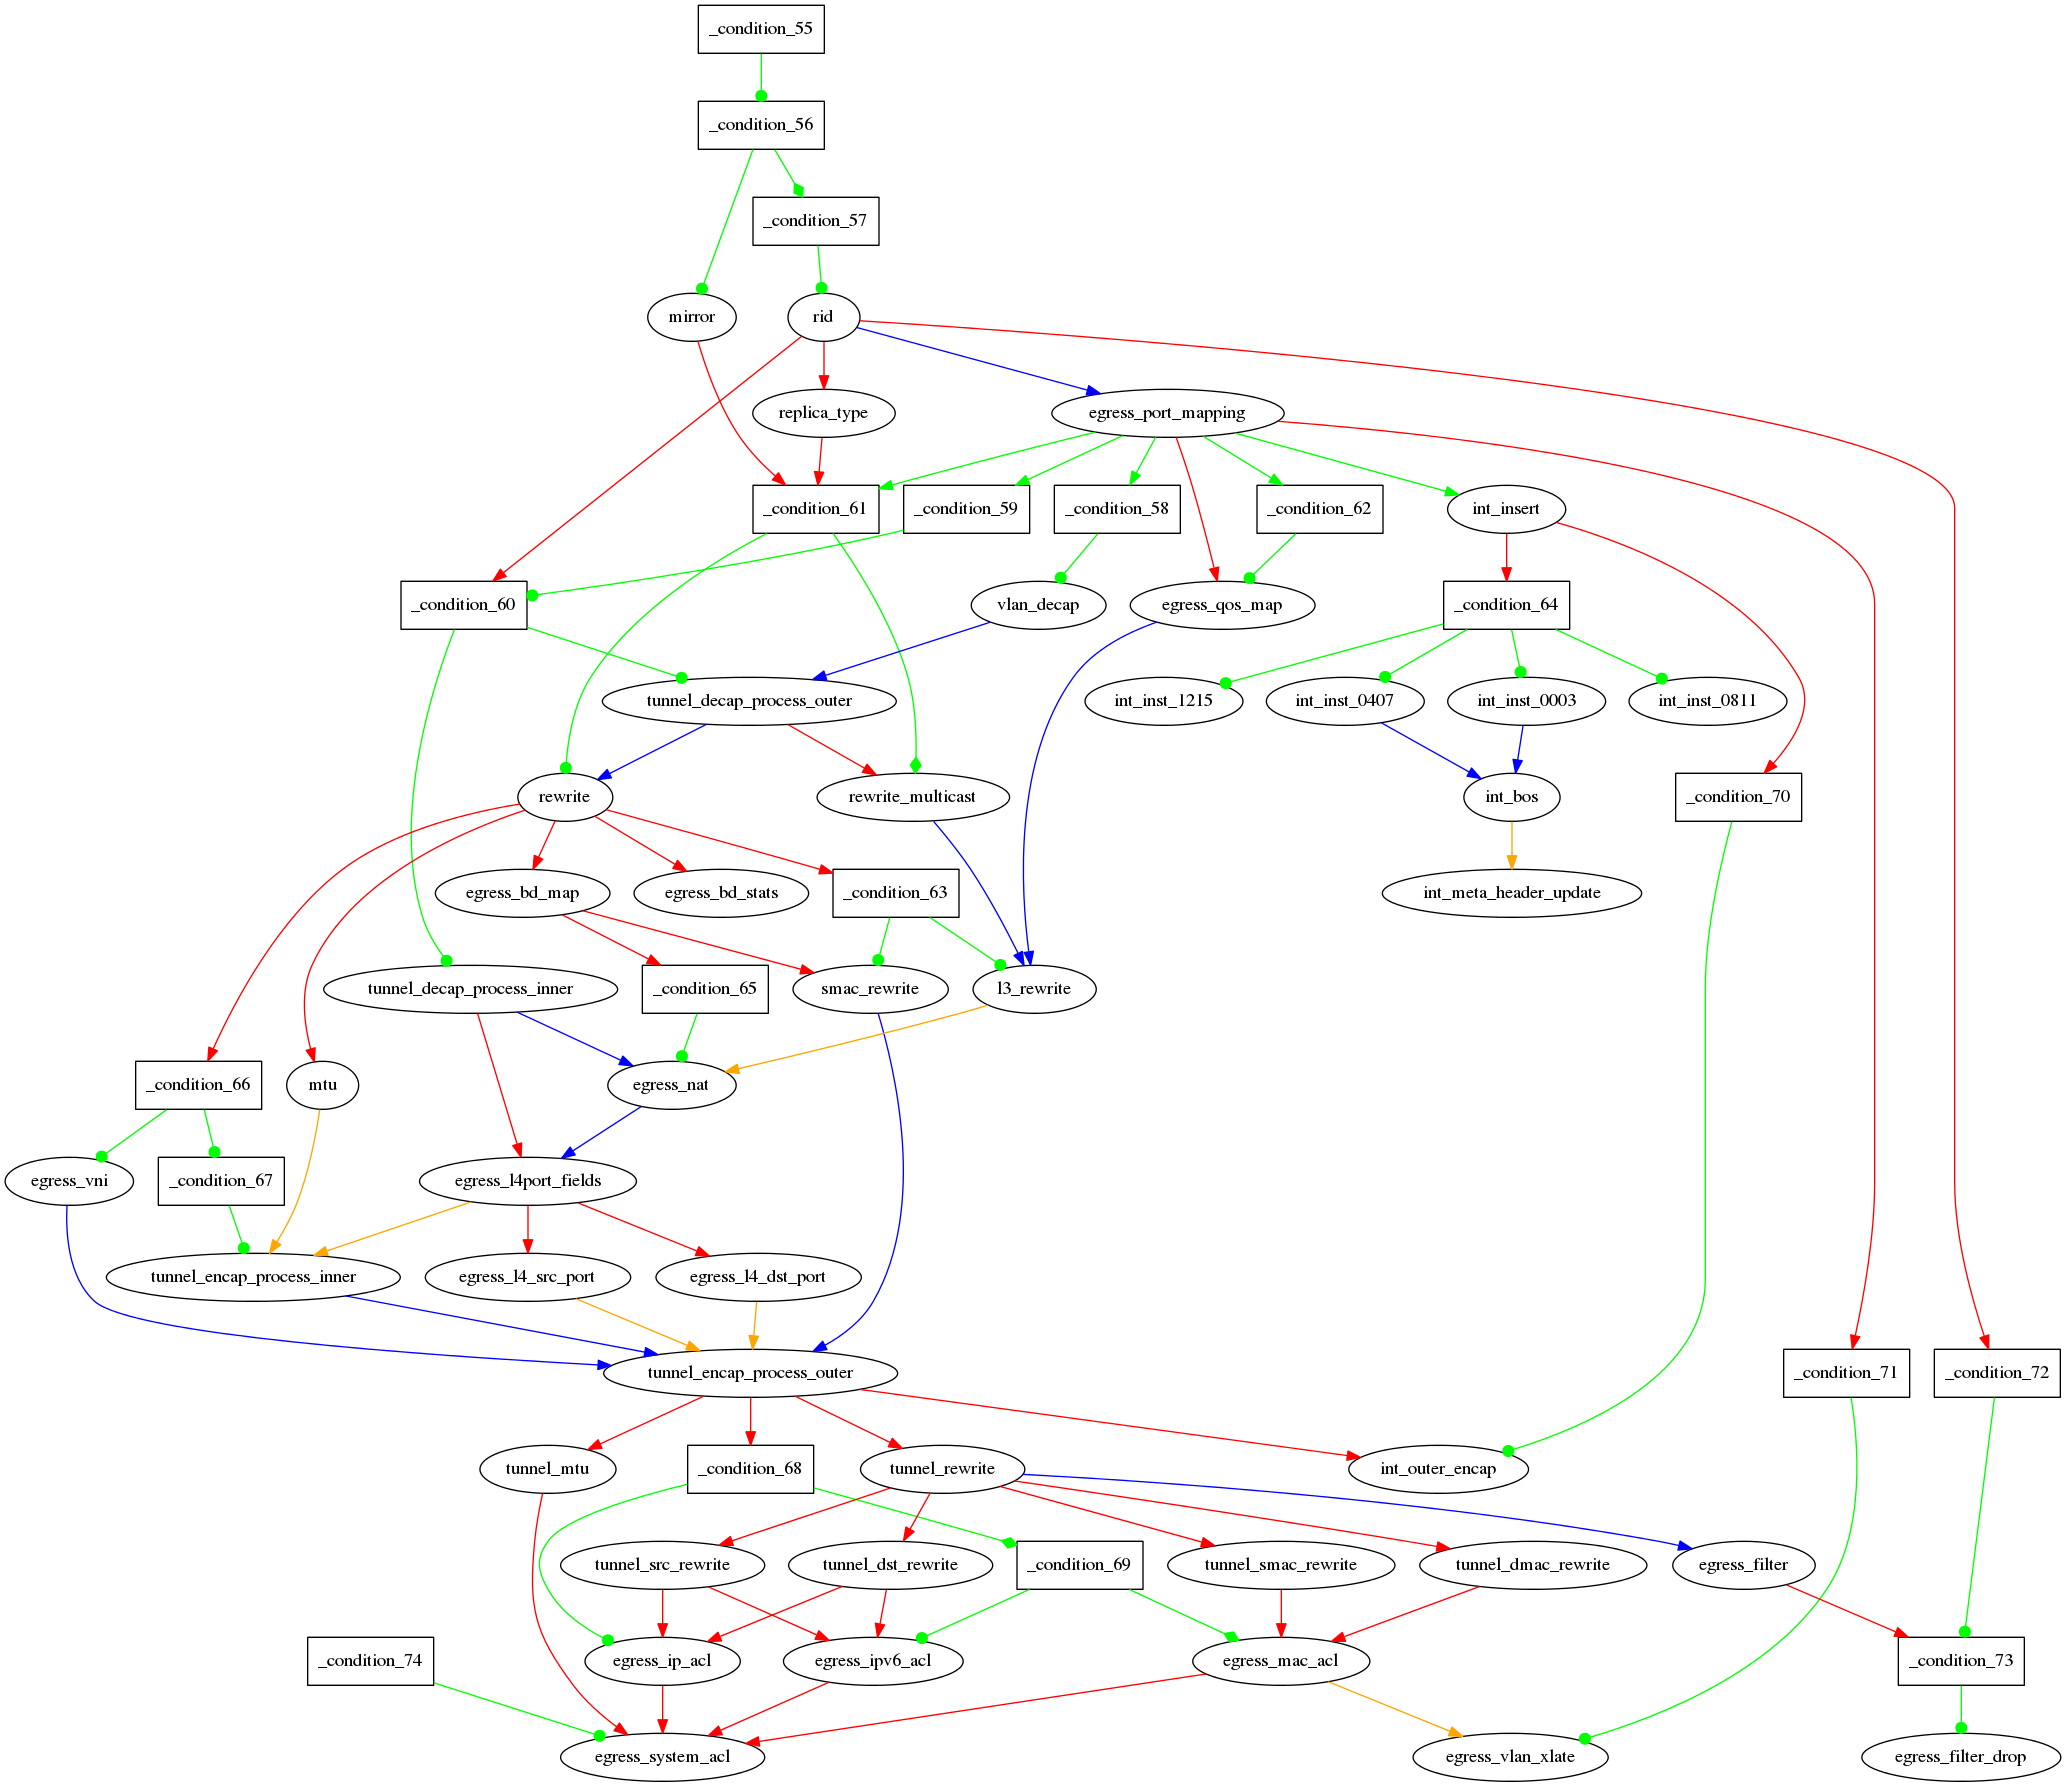 _condition_55
_condition_56
_condition_57
mirror
rid
replica_type
egress_port_mapping
_condition_61
_condition_59
_condition_58
_condition_62
int_insert
_condition_60
vlan_decap
egress_qos_map
_condition_64
tunnel_decap_process_outer
int_inst_1215
int_inst_0407
int_inst_0003
int_inst_0811
rewrite
rewrite_multicast
int_bos
_condition_70
egress_bd_map
egress_bd_stats
_condition_63
int_meta_header_update
tunnel_decap_process_inner
_condition_65
smac_rewrite
l3_rewrite
_condition_66
mtu
egress_nat
egress_vni
_condition_67
egress_l4port_fields
tunnel_encap_process_inner
egress_l4_src_port
egress_l4_dst_port
tunnel_encap_process_outer
_condition_71
_condition_72
tunnel_mtu
_condition_68
tunnel_rewrite
int_outer_encap
tunnel_src_rewrite
tunnel_dst_rewrite
_condition_69
tunnel_smac_rewrite
tunnel_dmac_rewrite
egress_filter
_condition_74
egress_ip_acl
egress_ipv6_acl
egress_mac_acl
_condition_73
egress_system_acl
egress_vlan_xlate
egress_filter_drop